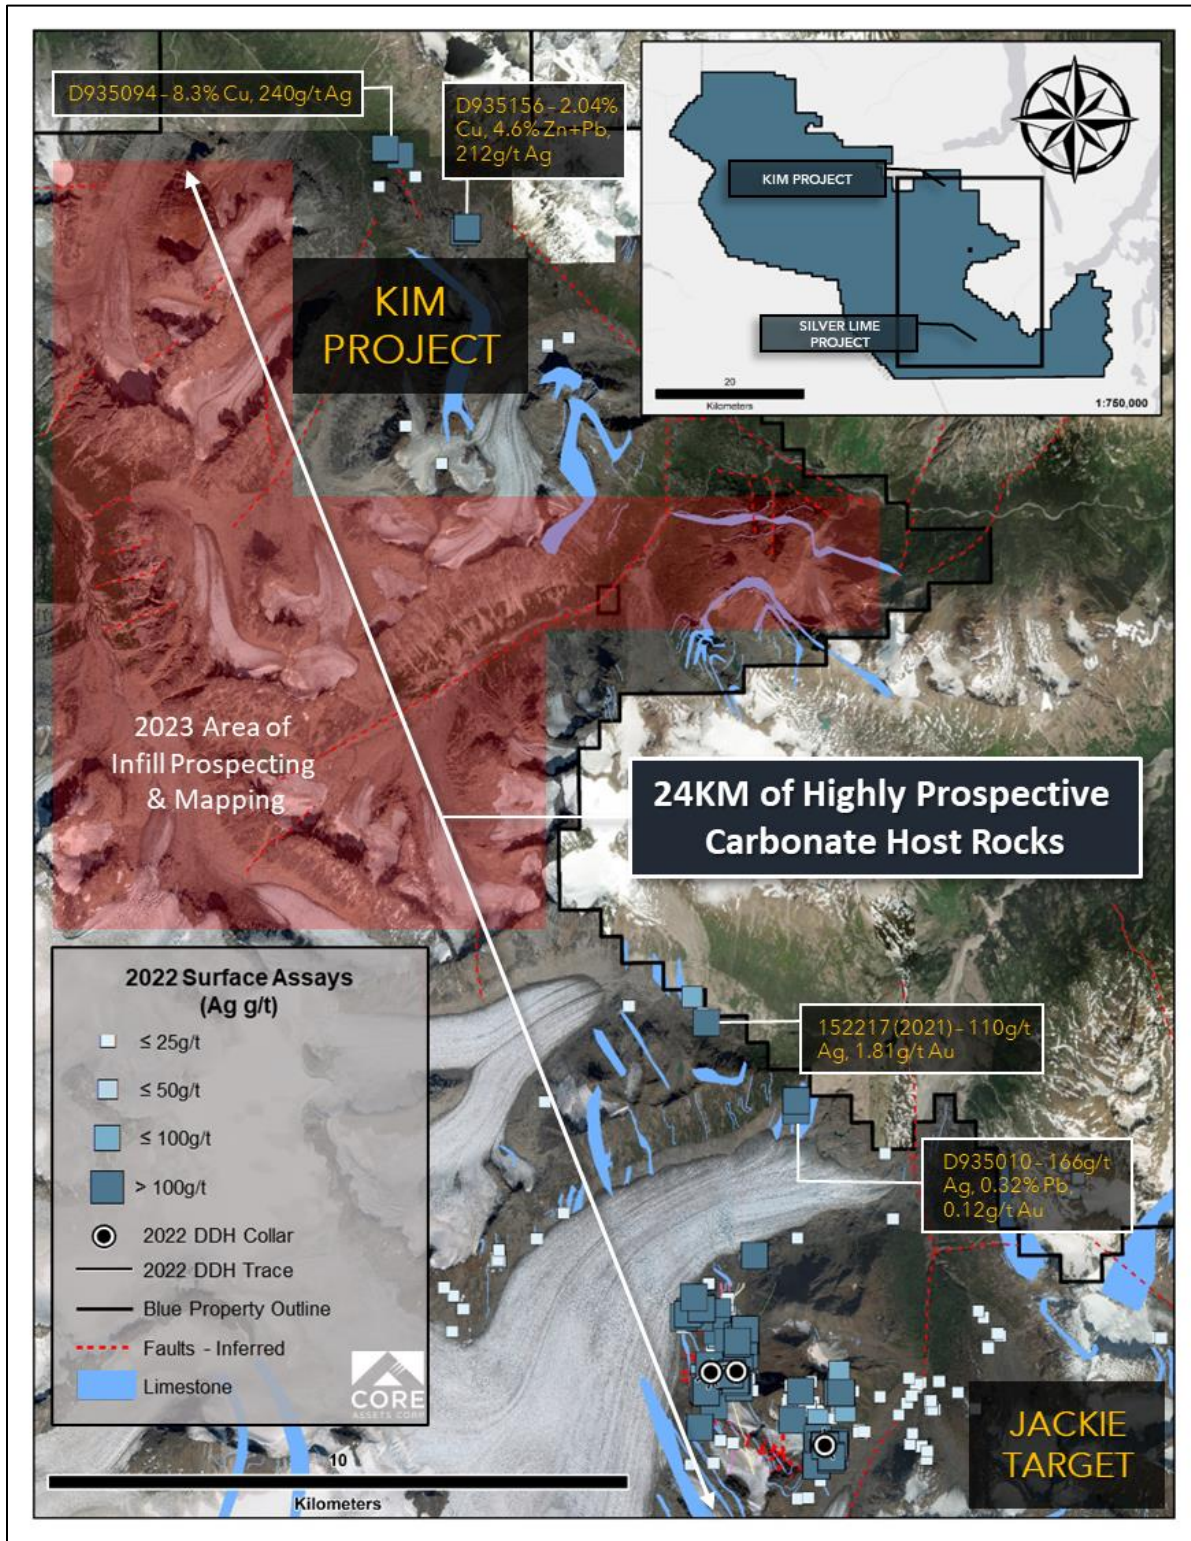 D935094 - 8.3% Cu, 240g/t Ag
D935156 - 2.04%
Cu, 4.6% Zn+Pb,
212g/t Ag
KIM PROJECT
SILVER LIME
PROJECT
20
Kilometers
1:750,000
KIM
PROJECT
2023 Area of
Infill Prospecting
& Mapping
24KM of Highly Prospective
Carbonate Host Rocks
2022 Surface Assays
(Ag g/t)
≤ 25g/t
≤ 50g/t
≤ 100g/t
> 100g/t
2022 DDH Collar
2022 DDH Trace
Blue Property Outline
Faults - Inferred
Limestone
CORE
ASSETS CORP
152217 (2021) - 110g/t
Ag, 1.81g/t Au
D935010 - 166g/t
Ag, 0.32% Pb,
0.12g/t Au
JACKIE
TARGET
10
Kilometers